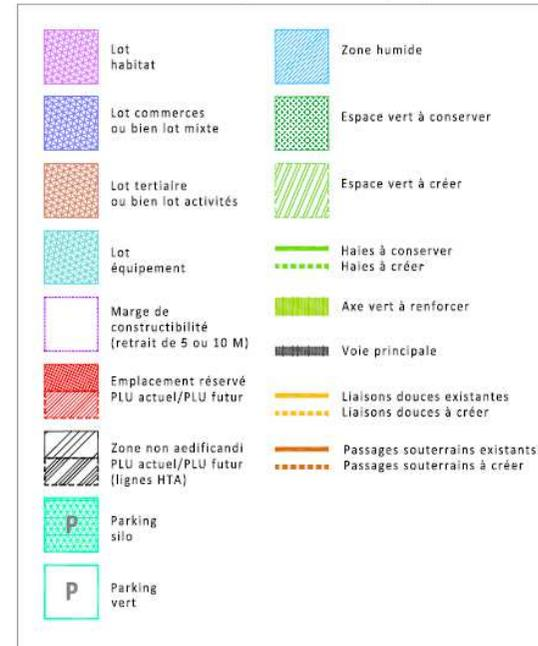 Lot
habitat
Lot commerces
ou bien lot mixte
Lot tertiaire
ou bien lot activités
Lot
équipement
Marge de
constructibilité
(retrait de 5 ou 10 M)
Emplacement réservé
PLU actuel/PLU futur
Zone non aedificandi
PLU actuel/PLU futur
(lignes HTA)
P
Parking
silo
P
Parking
vert
Zone humide
Espace vert à conserver
Espace vert à créer
Haies à conserver
Haies à créer
Axe vert à renforcer
Voie principale
Liaisons douces existantes
Liaisons douces à créer
Passages souterrains existants
Passages souterrains à créer